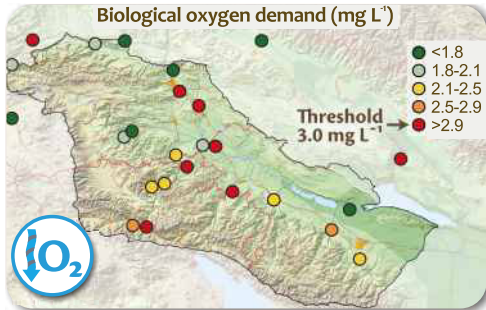 Biological oxygen demand (mg L⁻¹)
<1.8
1.8-2.1
2.1-2.5
2.5-2.9
>2.9
Threshold
3.0 mg L⁻¹
O₂